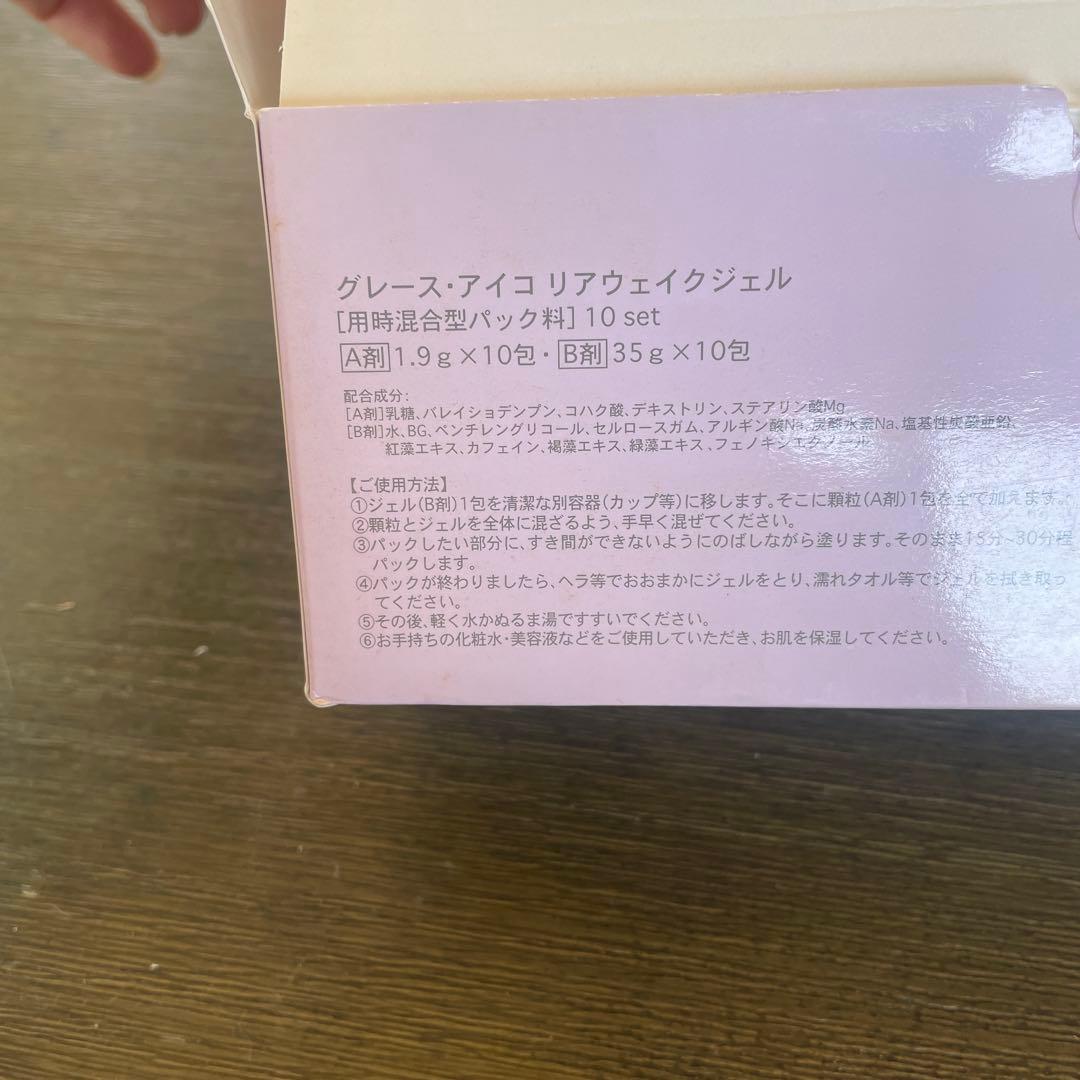 グレース・アイコ リアウェイクジェル
[用時混合型パック料] 10 set
A剤 1.9g×10包・B剤 35g×10包
配合成分:
[A剤]乳糖、バレイショデンプン、コハク酸、デキストリン、ステアリン酸Mg
[B剤]水、BG、ペンチレングリコール、セルロースガム、アルギン酸Na、炭酸水素Na、塩基性炭酸亜鉛、
紅藻エキス、カフェイン、褐藻エキス、緑藻エキス、フェノキシエタノール
【ご使用方法】
①ジェル(B剤)1包を清潔な別容器(カップ等)に移します。そこに顆粒(A剤)1包を全て加えます。
②顆粒とジェルを全体に混ざるよう、手早く混ぜてください。
③パックしたい部分に、すき間ができないようにのばしながら塗ります。そのまま15分~30分程
パックします。
④パックが終わりましたら、ヘラ等でおおまかにジェルをとり、濡れタオル等でジェルを拭き取っ
てください。
⑤その後、軽く水かぬるま湯ですすいでください。
⑥お手持ちの化粧水・美容液などをご使用していただき、お肌を保湿してください。